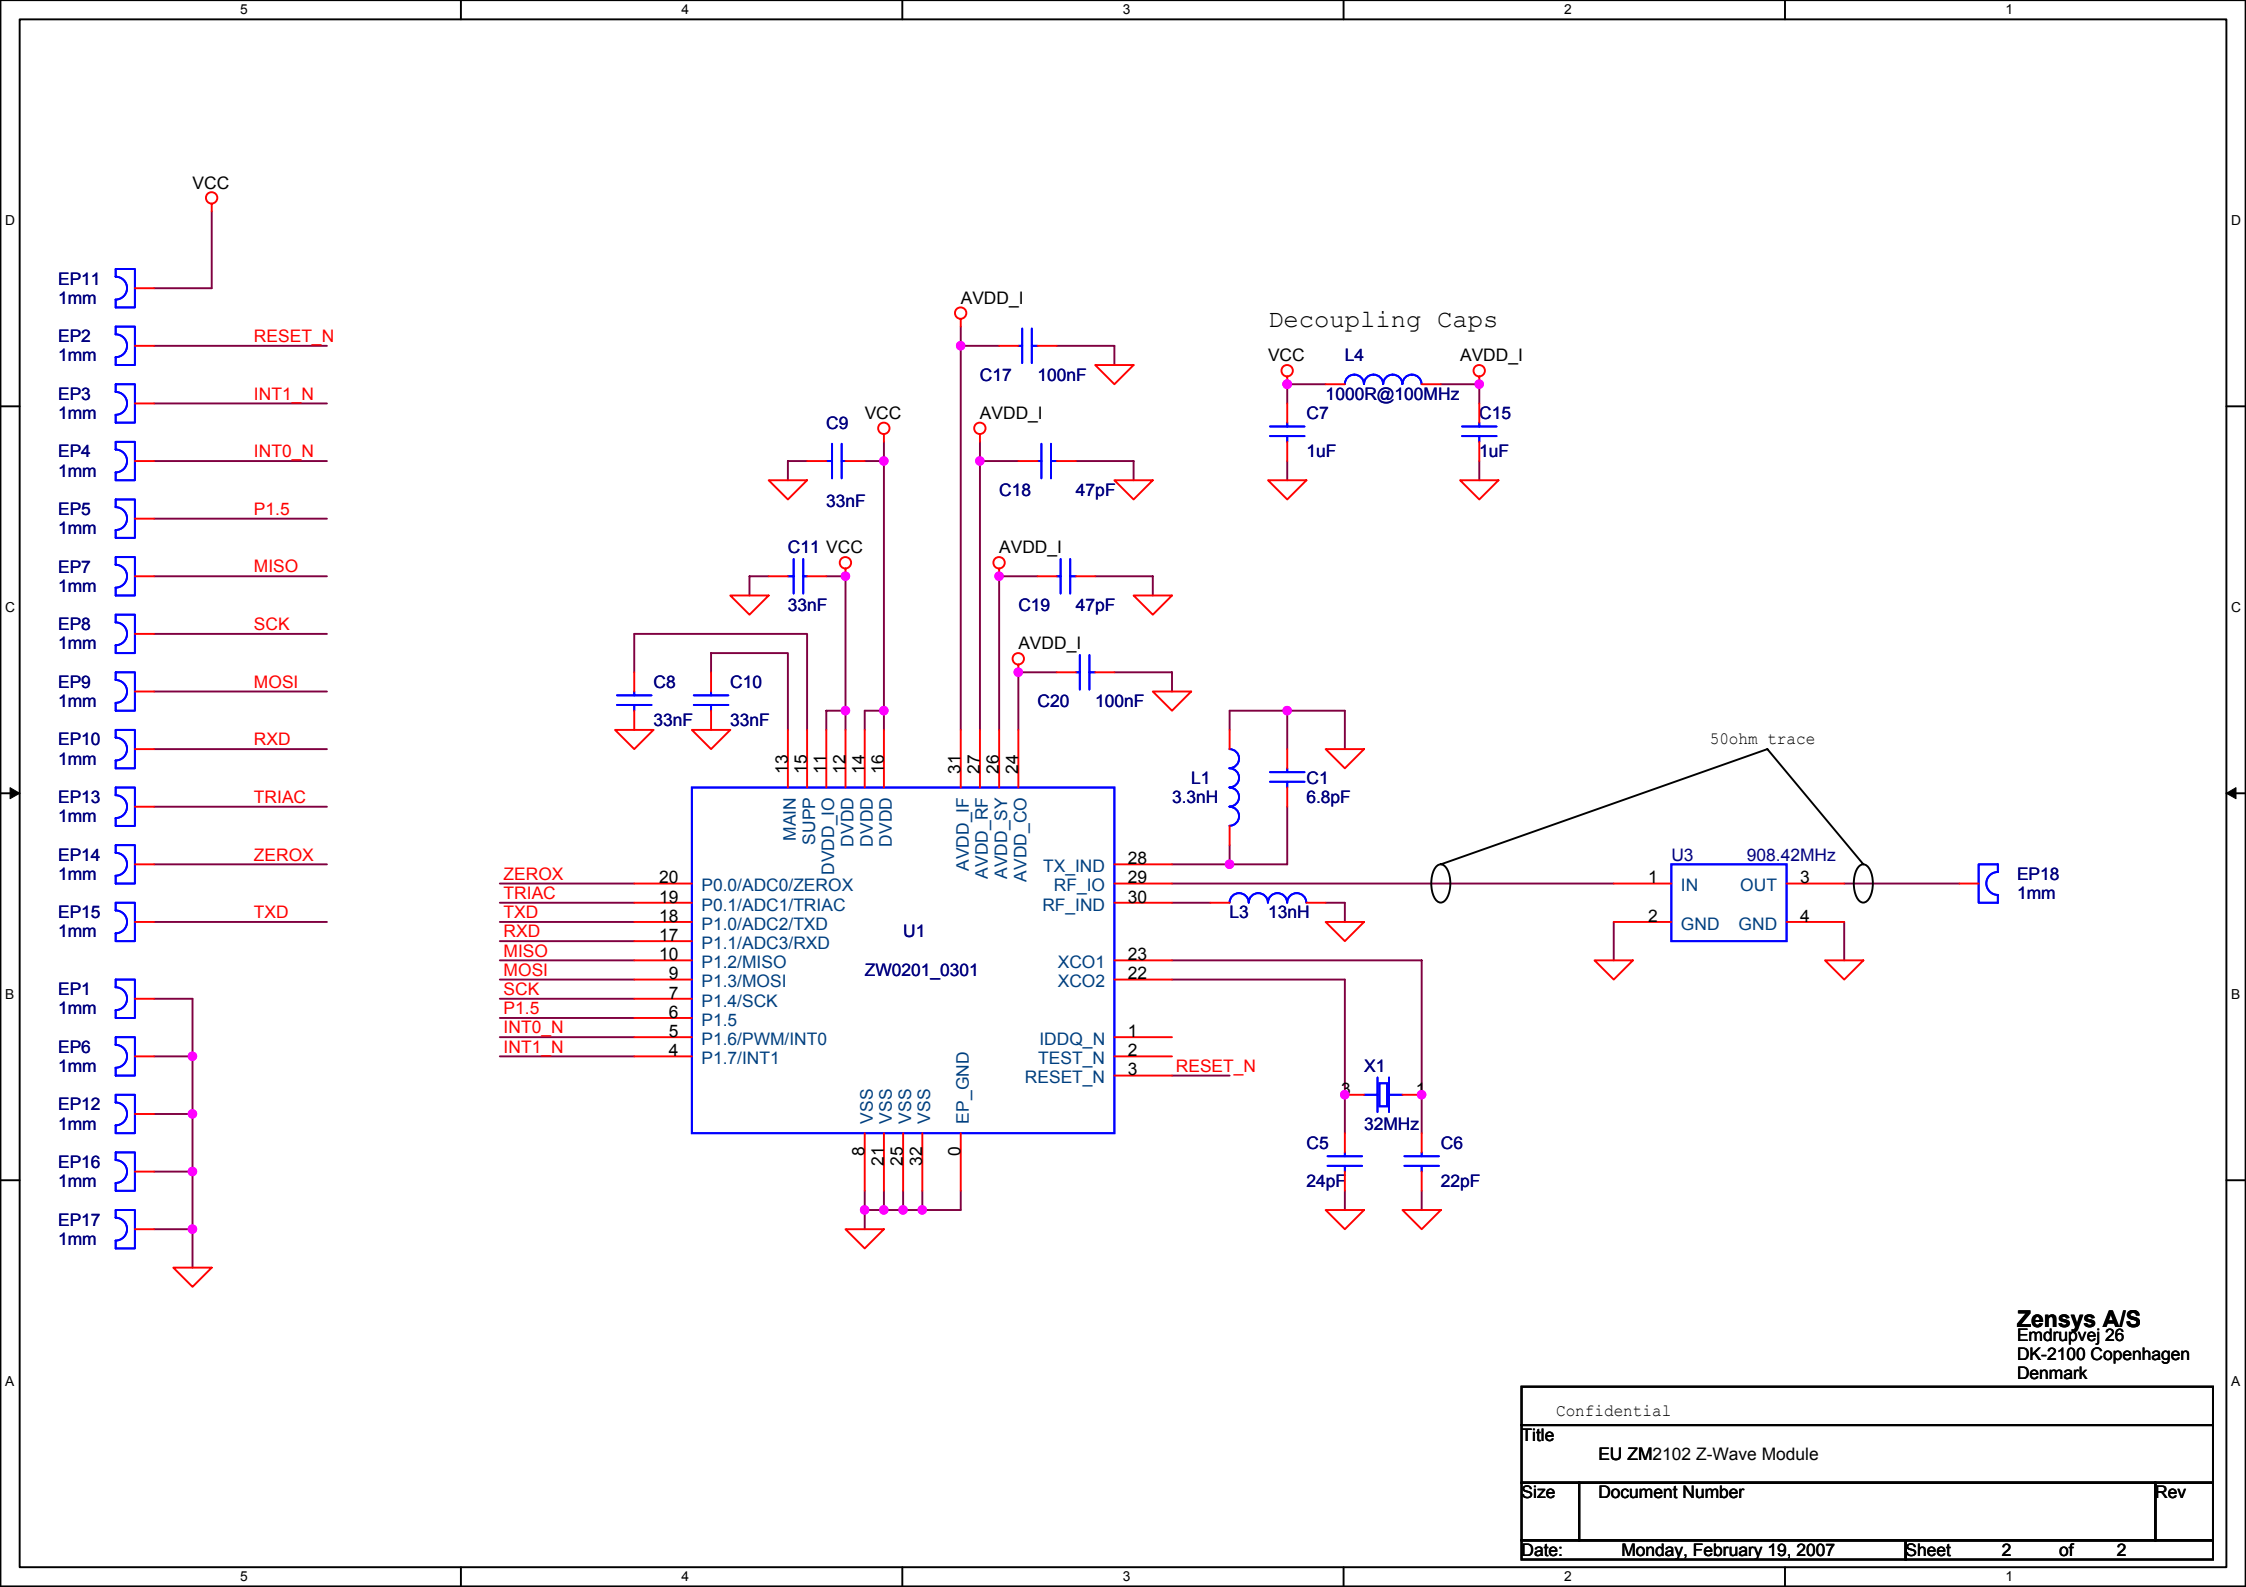 5 4 3 2 1
D D
C C
B B
A A
VCC
EP11
1mm
EP2
1mm
RESET_N
EP3
1mm
INT1_N
EP4
1mm
INT0_N
EP5
1mm
P1.5
EP7
1mm
MISO
EP8
1mm
SCK
EP9
1mm
MOSI
EP10
1mm
RXD
EP13
1mm
TRIAC
EP14
1mm
ZEROX
EP15
1mm
TXD
EP1
1mm
EP6
1mm
EP12
1mm
EP16
1mm
EP17
1mm
AVDD_I
C17 100nF
C9 VCC
33nF
AVDD_I
C18 47pF
C11 VCC
33nF
AVDD_I
C19 47pF
AVDD_I
C20 100nF
C8
33nF
C10
33nF
Decoupling Caps
VCC L4 AVDD_I
1000R@100MHz
C7
1uF
C15
1uF
13 15 11 12 14 16 31 27 26 24
MAIN
SUPP
DVDD_IO
DVDD
DVDD
DVDD
AVDD_IF
AVDD_RF
AVDD_SY
AVDD_CO
ZEROX 20 P0.0/ADC0/ZEROX
TRIAC 19 P0.1/ADC1/TRIAC
TXD 18 P1.0/ADC2/TXD
RXD 17 P1.1/ADC3/RXD
MISO 10 P1.2/MISO
MOSI 9 P1.3/MOSI
SCK 7 P1.4/SCK
P1.5 6 P1.5
INT0_N 5 P1.6/PWM/INT0
INT1_N 4 P1.7/INT1
U1
ZW0201_0301
TX_IND 28
RF_IO 29
RF_IND 30
XCO1 23
XCO2 22
IDDQ_N 1
TEST_N 2
RESET_N 3 RESET_N
VSS
VSS
VSS
VSS
EP_GND
8 21 25 32 0
L1
3.3nH
C1
6.8pF
L3 13nH
X1
3 1
32MHz
C5
24pF
C6
22pF
50ohm trace
U3 908.42MHz
1 IN OUT 3
2 GND GND 4
EP18
1mm
Zensys A/S
Emdrupvej 26
DK-2100 Copenhagen
Denmark
Confidential
Title
EU ZM2102 Z-Wave Module
Size Document Number Rev
Date: Monday, February 19, 2007 Sheet 2 of 2
5 4 3 2 1